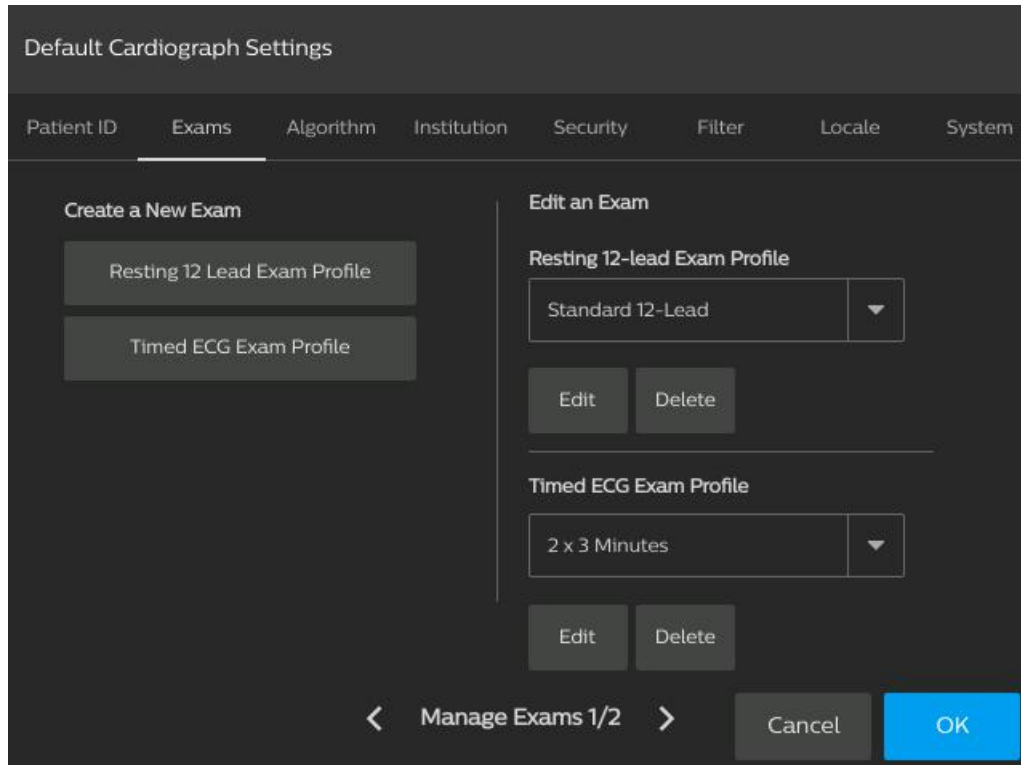 Default Cardiograph Settings
Patient ID Exams Algorithm Institution Security Filter Locale System
Create a New Exam
Resting 12 Lead Exam Profile
Timed ECG Exam Profile
Edit an Exam
Resting 12-lead Exam Profile
Standard 12-Lead
Edit Delete
Timed ECG Exam Profile
2 x 3 Minutes
Edit Delete
Manage Exams 1/2
Cancel OK